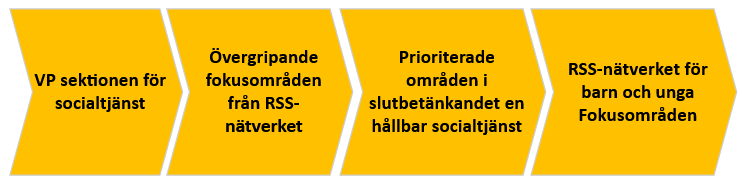 VP sektionen för
socialtjänst
Övergripande
fokusområden
från RSS-
nätverket
Prioriterade
områden i
slutbetänkandet en
hållbar socialtjänst
RSS-nätverket för
barn och unga
Fokusområden